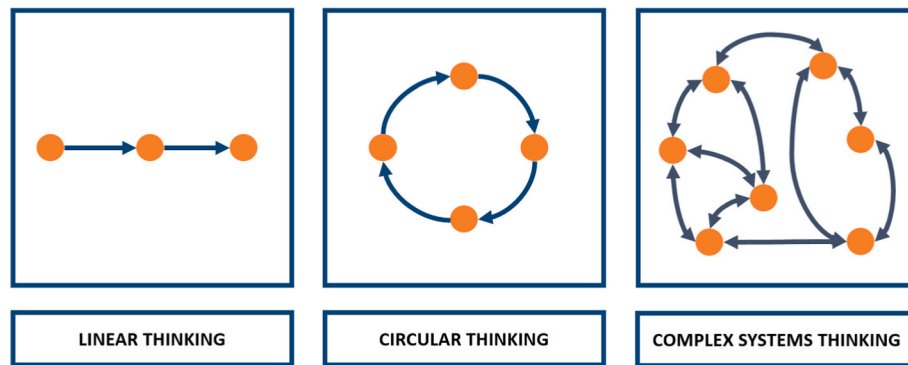 LINEAR THINKING
CIRCULAR THINKING
COMPLEX SYSTEMS THINKING